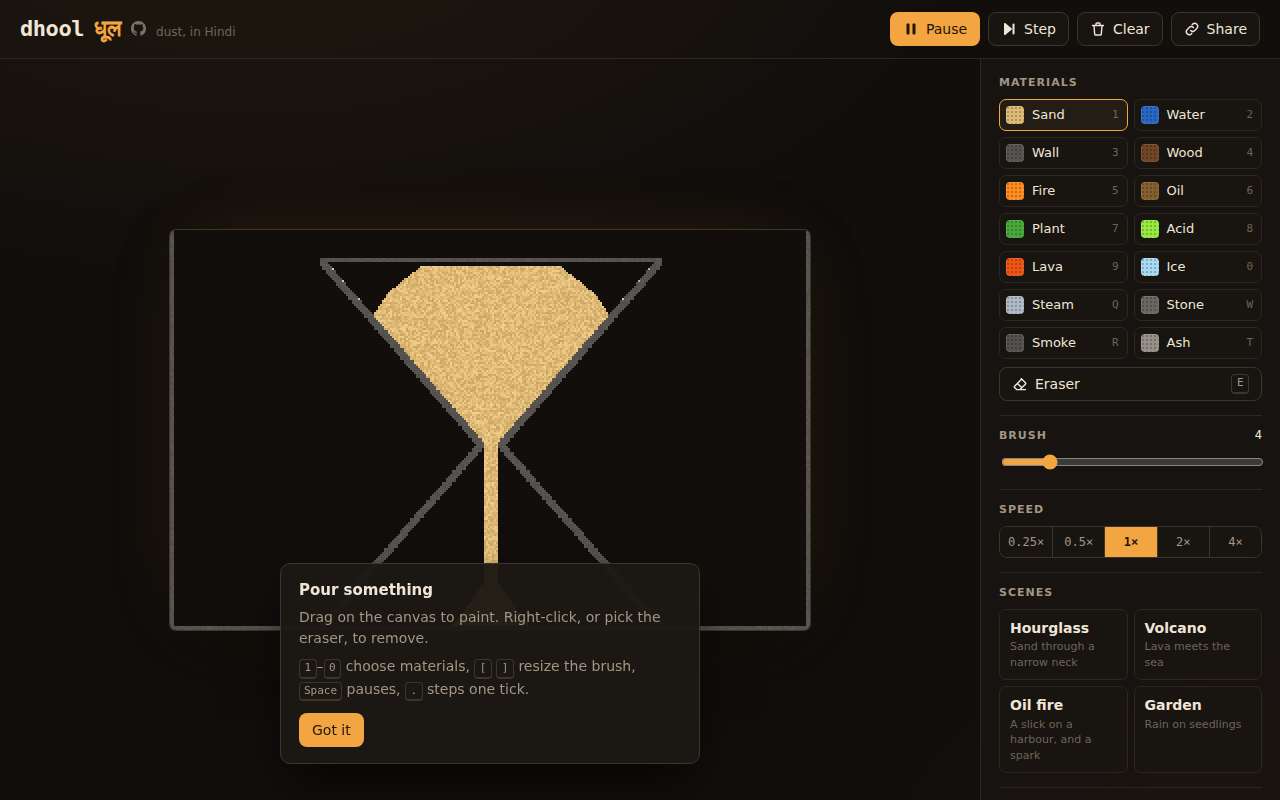 dhool धूल dust, in Hindi
Pause Step Clear Share
MATERIALS
Sand 1 Water 2
Wall 3 Wood 4
Fire 5 Oil 6
Plant 7 Acid 8
Lava 9 Ice 0
Steam Q Stone W
Smoke R Ash T
Eraser E
BRUSH 4
SPEED
0.25× 0.5× 1× 2× 4×
SCENES
Hourglass
Sand through a
narrow neck
Volcano
Lava meets the
sea
Oil fire
A slick on a
harbour, and a
spark
Garden
Rain on seedlings
Pour something
Drag on the canvas to paint. Right-click, or pick the
eraser, to remove.
1–0 choose materials, [ ] resize the brush,
Space pauses, . steps one tick.
Got it